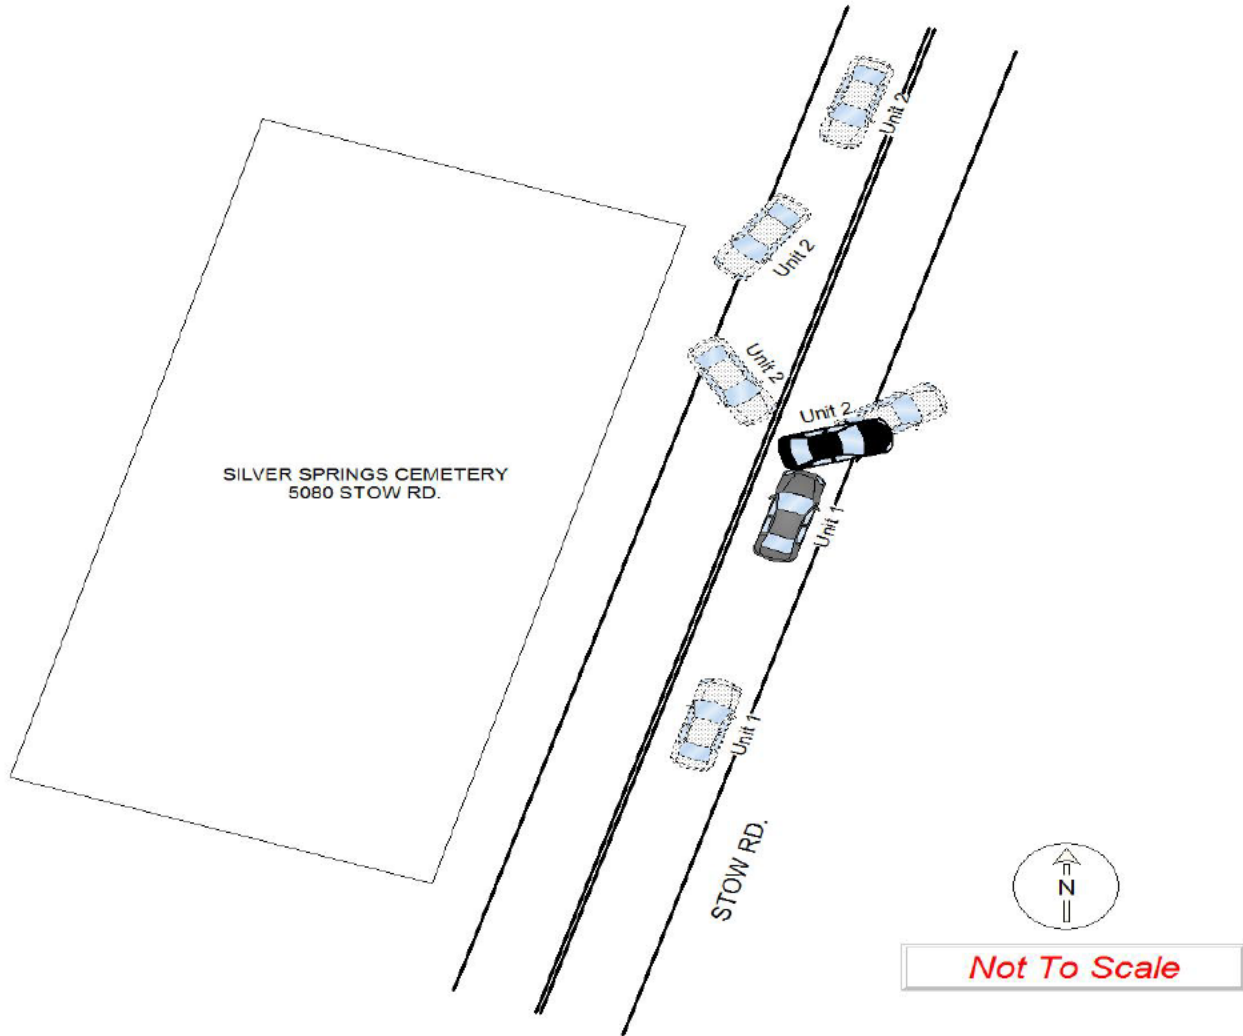 Unit 2
Unit 2
Unit 2
Unit 2
SILVER SPRINGS CEMETERY
5080 STOW RD.
Unit 1
Unit 1
STOW RD.
N
Not To Scale